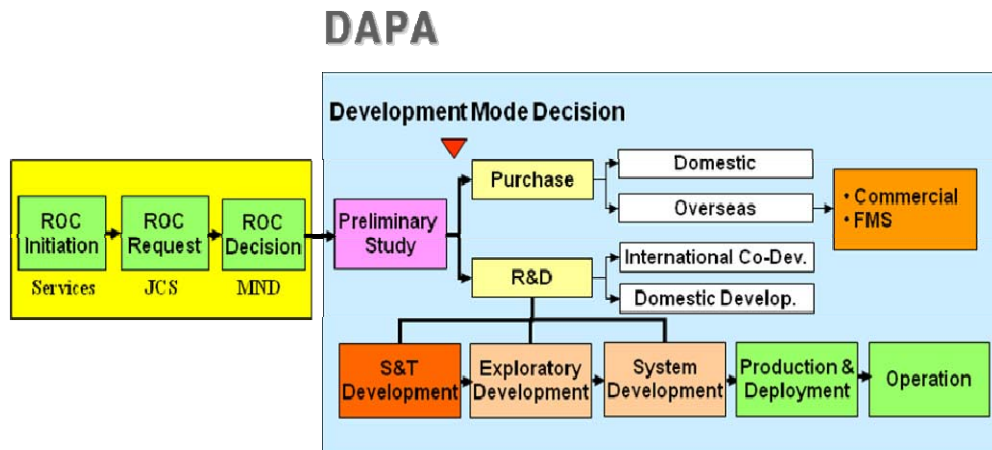 DAPA
Development Mode Decision
ROC
Initiation
Services
ROC
Request
JCS
ROC
Decision
MND
Preliminary
Study
Purchase
Domestic
Overseas
• Commercial
• FMS
R&D
International Co-Dev.
Domestic Develop.
S&T
Development
Exploratory
Development
System
Development
Production &
Deployment
Operation